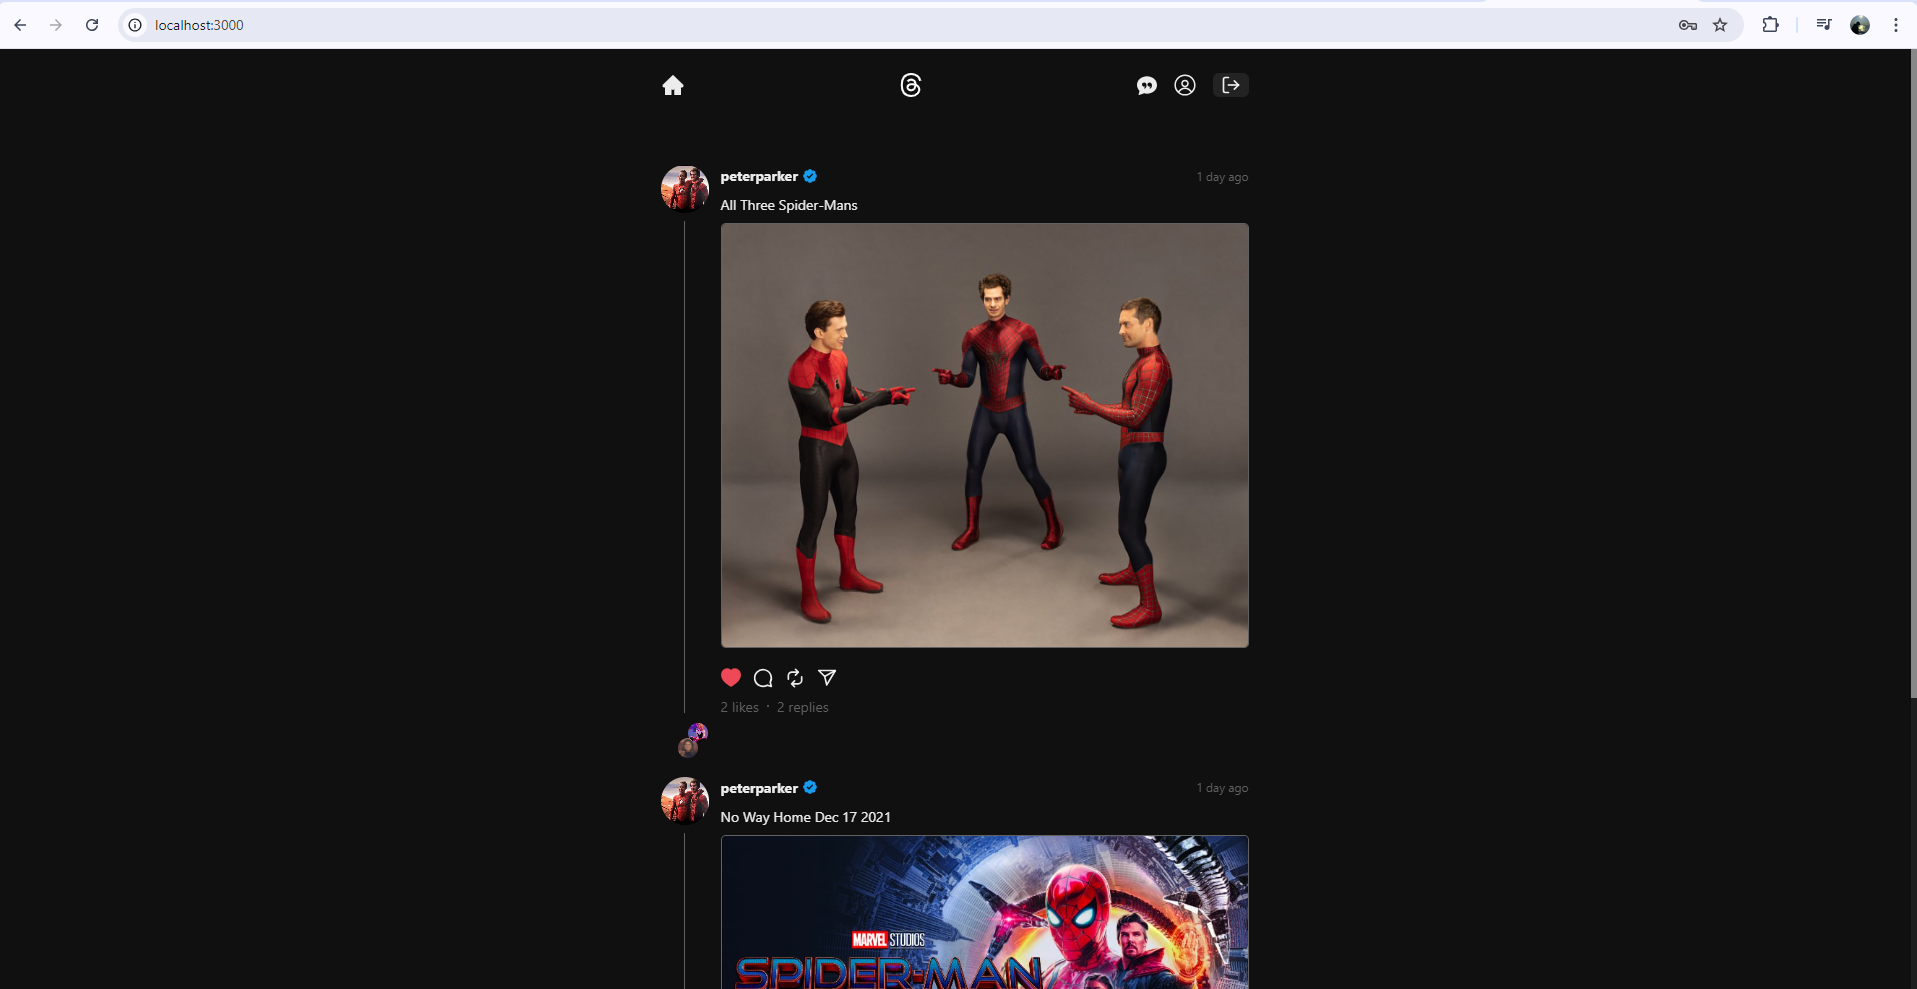 localhost:3000
peterparker
1 day ago
All Three Spider-Mans
2 likes · 2 replies
peterparker
1 day ago
No Way Home Dec 17 2021
MARVEL STUDIOS
SPIDER-MAN